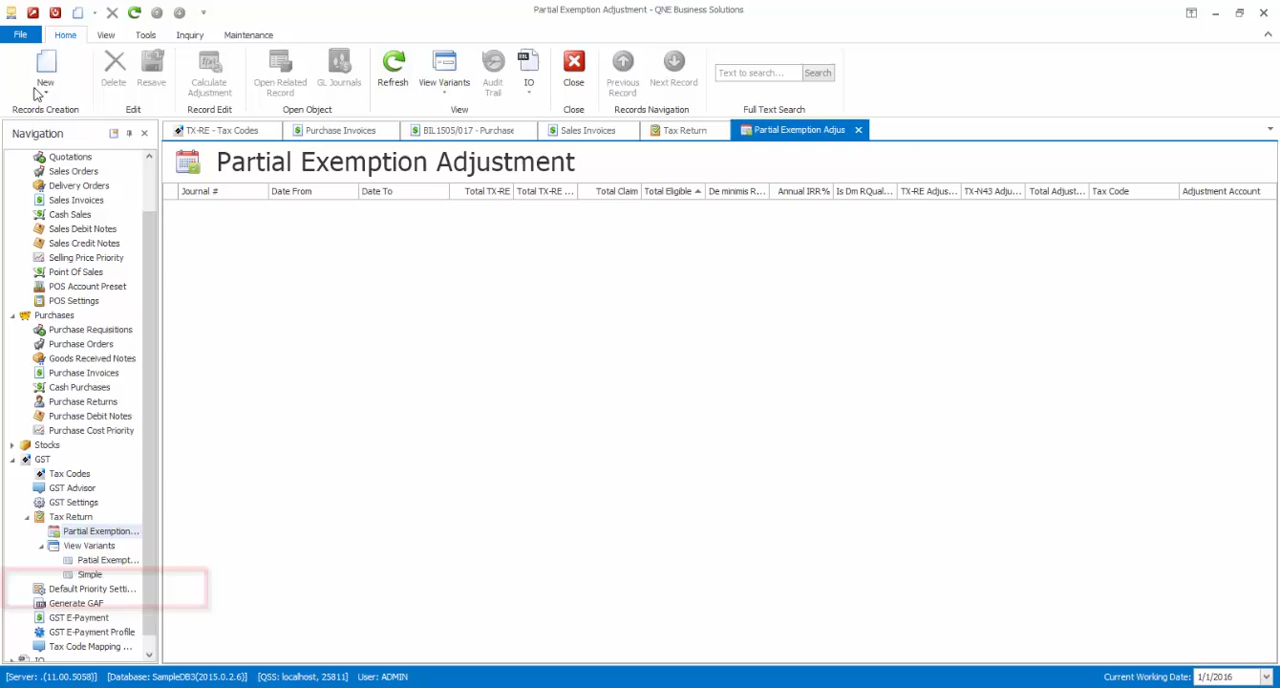 Partial Exemption Adjustment - QNE Business Solutions
File Home View Tools Inquiry Maintenance
New Delete Resave Calculate Adjustment Open Related Record GL Journals Refresh View Variants Audit Trail IO Close Previous Record Next Record Text to search... Search
Records Creation Edit Record Edit Open Object View Close Records Navigation Full Text Search
Navigation
TX-RE - Tax Codes Purchase Invoices BIL1505/017 - Purchase Sales Invoices Tax Return Partial Exemption Adjus
Partial Exemption Adjustment
Journal # Date From Date To Total TX-RE Total TX-RE ... Total Claim Total Eligible De minimis R... Annual IRR% Is Dm RQual... TX-RE Adjus... TX-N43 Adju... Total Adjust... Tax Code Adjustment Account
Quotations
Sales Orders
Delivery Orders
Sales Invoices
Cash Sales
Sales Debit Notes
Sales Credit Notes
Selling Price Priority
Point Of Sales
POS Account Preset
POS Settings
Purchases
Purchase Requisitions
Purchase Orders
Goods Received Notes
Purchase Invoices
Cash Purchases
Purchase Returns
Purchase Debit Notes
Purchase Cost Priority
Stocks
GST
Tax Codes
GST Advisor
GST Settings
Tax Return
Partial Exemption...
View Variants
Patial Exempt...
Simple
Default Priority Setti...
Generate GAF
GST E-Payment
GST E-Payment Profile
Tax Code Mapping ...
IO
[Server: .(11.00.5058)] [Database: SampleDB3(2015.0.2.6)] [QSS: localhost, 25811] User: ADMIN Current Working Date: 1/1/2016